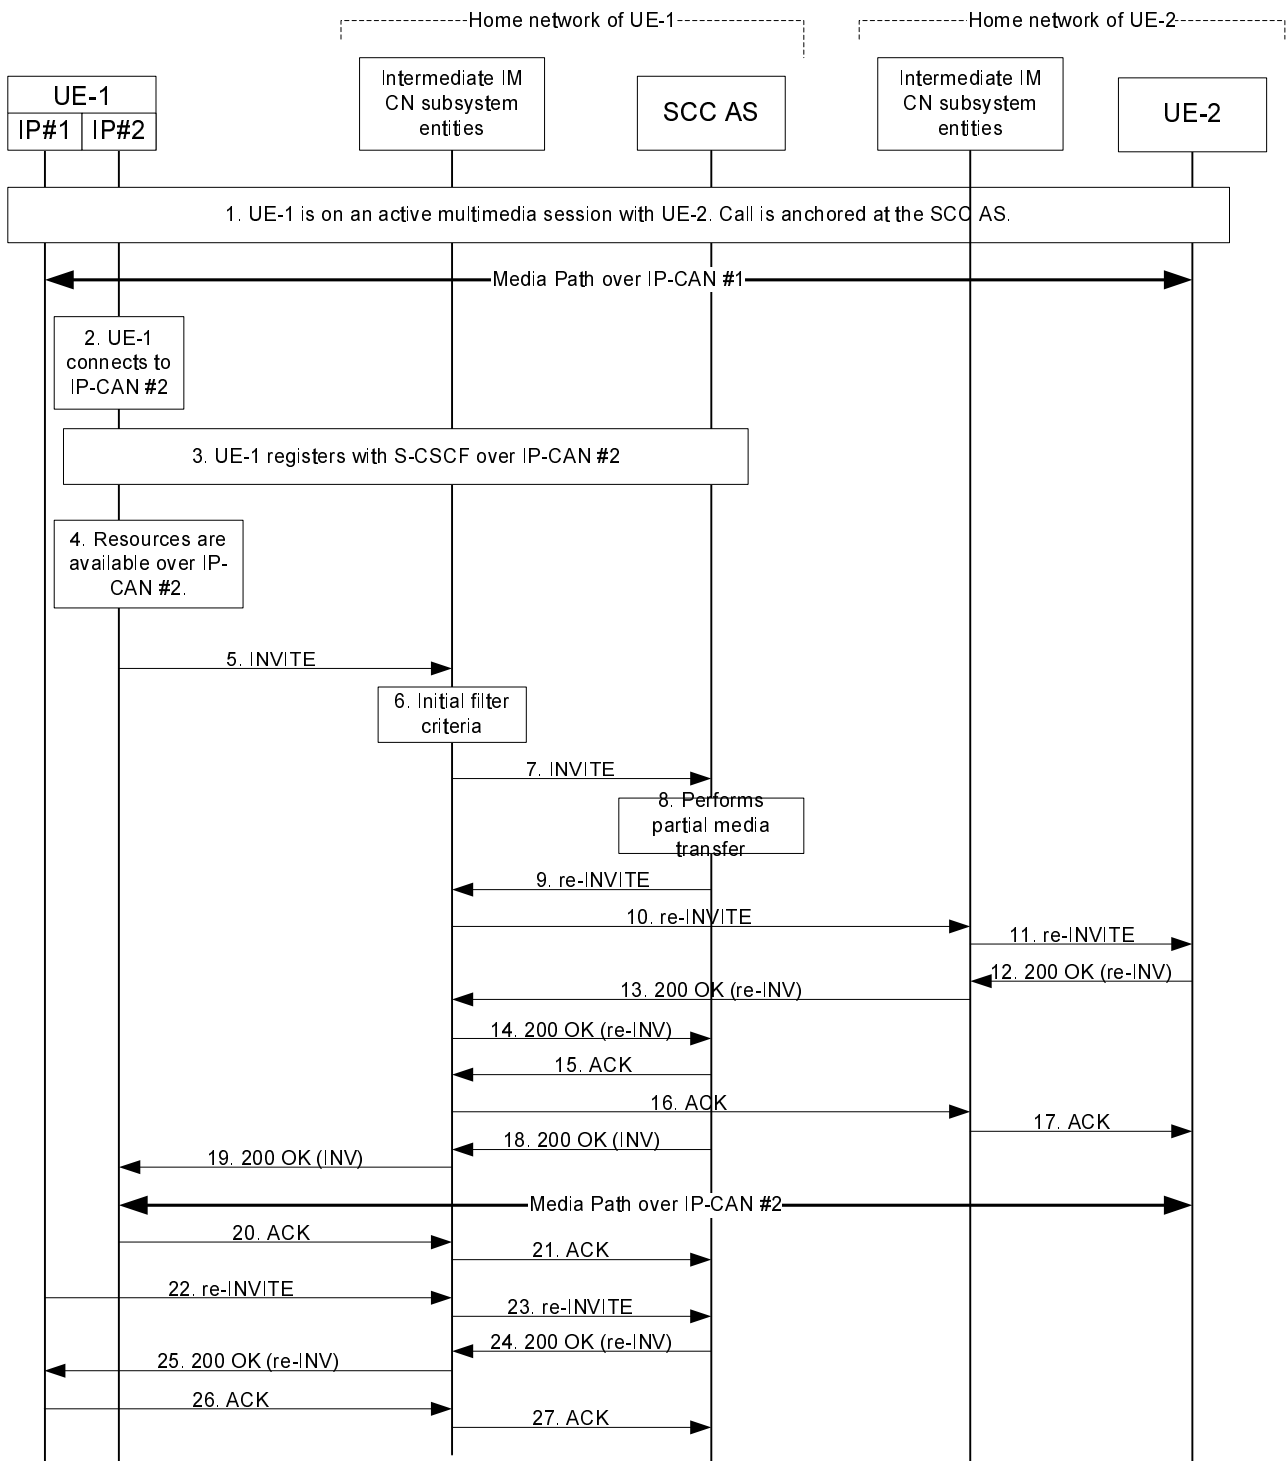 Home network of UE-1
Home network of UE-2
UE-1
IP#1
IP#2
Intermediate IM
CN subsystem
entities
SCC AS
Intermediate IM
CN subsystem
entities
UE-2
1. UE-1 is on an active multimedia session with UE-2. Call is anchored at the SCC AS.
Media Path over IP-CAN #1
2. UE-1
connects to
IP-CAN #2
3. UE-1 registers with S-CSCF over IP-CAN #2
4. Resources are
available over IP-
CAN #2.
5. INVITE
6. Initial filter
criteria
7. INVITE
8. Performs
partial media
transfer
9. re-INVITE
10. re-INVITE
11. re-INVITE
12. 200 OK (re-INV)
13. 200 OK (re-INV)
14. 200 OK (re-INV)
15. ACK
16. ACK
17. ACK
18. 200 OK (INV)
19. 200 OK (INV)
Media Path over IP-CAN #2
20. ACK
21. ACK
22. re-INVITE
23. re-INVITE
24. 200 OK (re-INV)
25. 200 OK (re-INV)
26. ACK
27. ACK